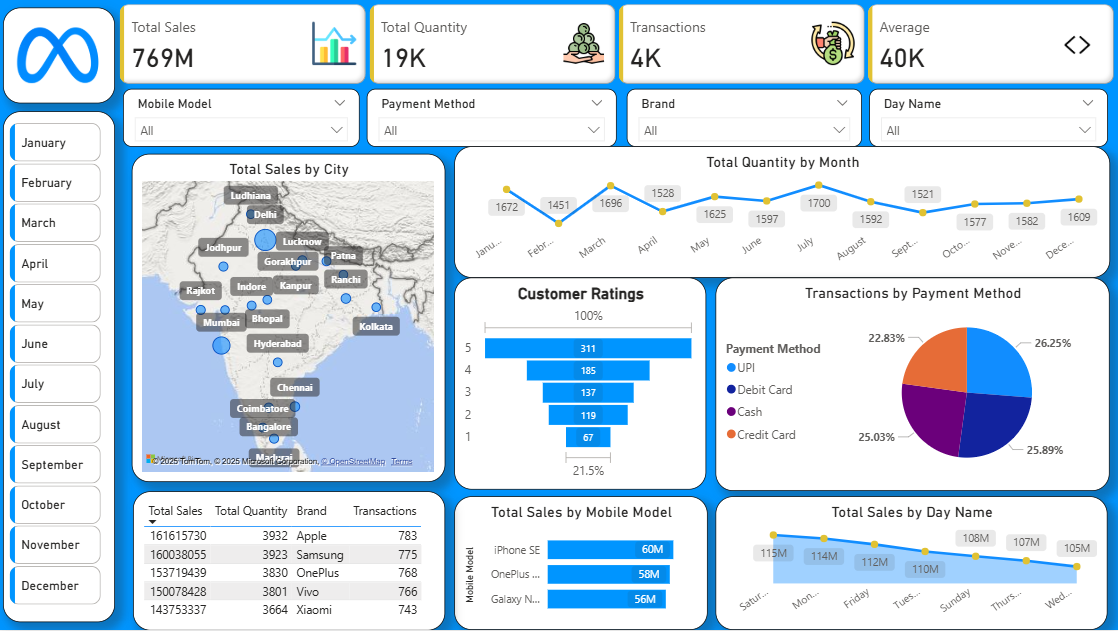 Total Sales
769M
Total Quantity
19K
Transactions
4K
Average
40K
Mobile Model
All
Payment Method
All
Brand
All
Day Name
All
January
February
March
April
May
June
July
August
September
October
November
December
Total Sales by City
Ludhiana
Delhi
Jodhpur
Lucknow
Gorakhpur
Patna
Rajkot
Indore
Kanpur
Ranchi
Mumbai
Bhopal
Kolkata
Hyderabad
Chennai
Coimbatore
Bangalore
© 2025 TomTom, © 2025 Microsoft Corporation, © OpenStreetMap Terms
Total Quantity by Month
1672
1451
1696
1528
1625
1597
1700
1592
1521
1577
1582
1609
Janu...
Febr...
March
April
May
June
July
August
Sept...
Octo...
Nove...
Dece...
Customer Ratings
100%
5 311
4 185
3 137
2 119
1 67
21.5%
Transactions by Payment Method
Payment Method
UPI
Debit Card
Cash
Credit Card
22.83%
26.25%
25.03%
25.89%
Total Sales Total Quantity Brand Transactions
161615730 3932 Apple 783
160038055 3923 Samsung 775
153719439 3830 OnePlus 768
150078428 3801 Vivo 766
143753337 3664 Xiaomi 743
Total Sales by Mobile Model
Mobile Model
iPhone SE 60M
OnePlus ... 58M
Galaxy N... 56M
Total Sales by Day Name
115M
114M
112M
110M
108M
107M
105M
Satur...
Mon...
Friday
Tues...
Sunday
Thurs...
Wed...